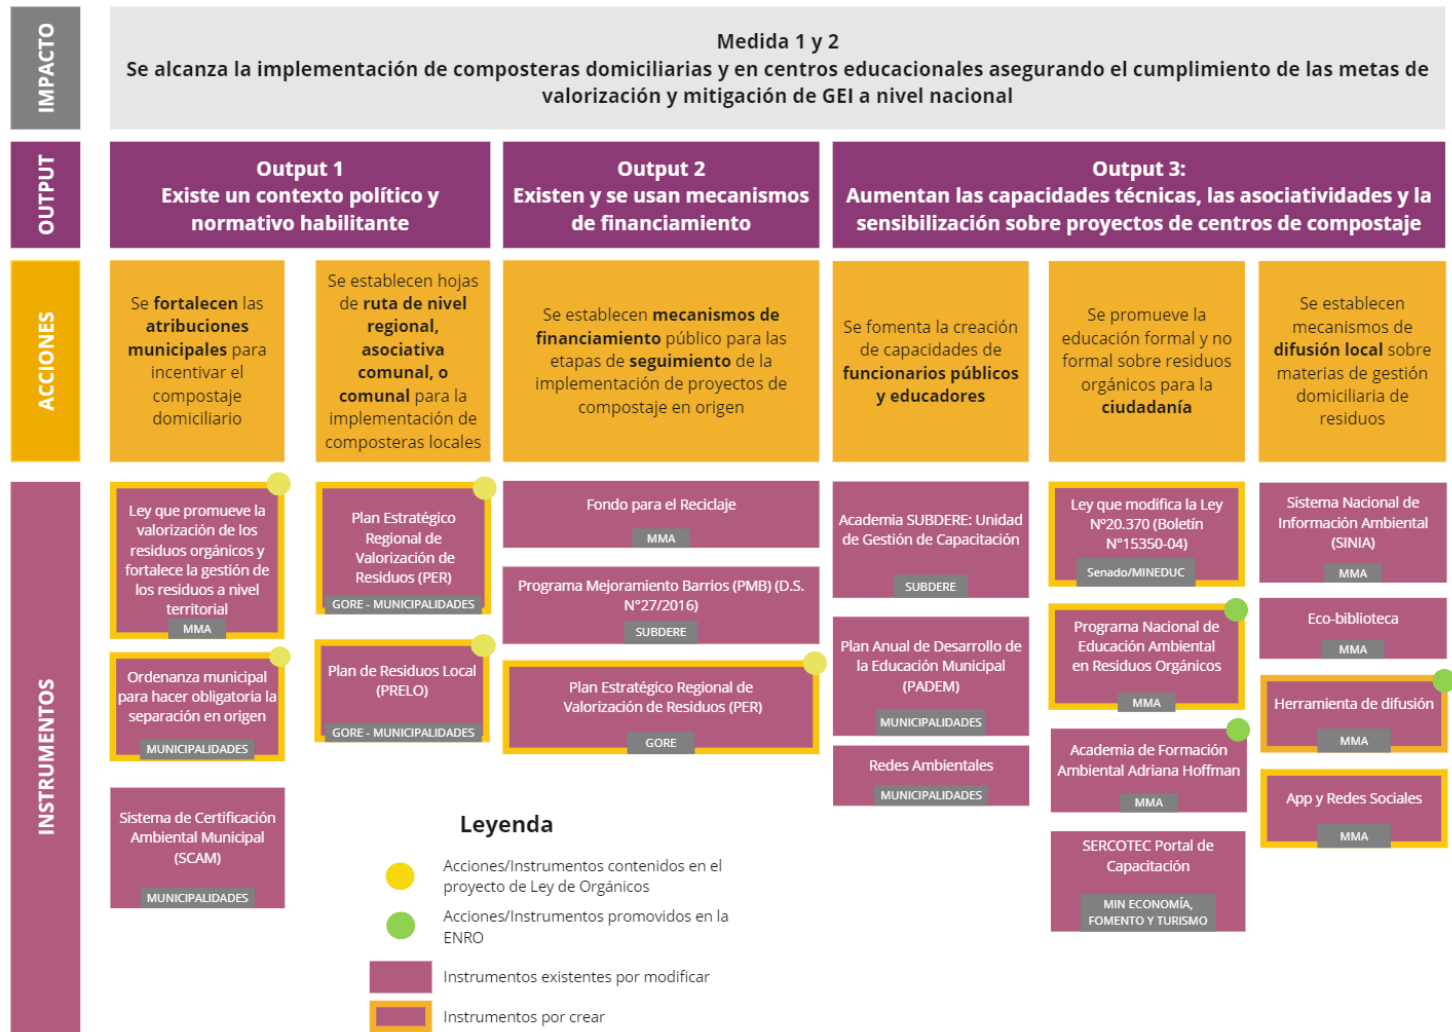 IMPACTO
Medida 1 y 2
Se alcanza la implementación de composteras domiciliarias y en centros educacionales asegurando el cumplimiento de las metas de
valorización y mitigación de GEI a nivel nacional
OUTPUT
Output 1
Existe un contexto político y
normativo habilitante
Output 2
Existen y se usan mecanismos
de financiamiento
Output 3:
Aumentan las capacidades técnicas, las asociatividades y la
sensibilización sobre proyectos de centros de compostaje
ACCIONES
Se fortalecen las
atribuciones
municipales para
incentivar el
compostaje
domiciliario
Se establecen hojas
de ruta de nivel
regional,
asociativa
comunal, o
comunal para la
implementación de
composteras locales
Se establecen mecanismos de
financiamiento público para las
etapas de seguimiento de la
implementación de proyectos de
compostaje en origen
Se fomenta la creación
de capacidades de
funcionarios públicos
y educadores
Se promueve la
educación formal y no
formal sobre residuos
orgánicos para la
ciudadanía
Se establecen
mecanismos de
difusión local sobre
materias de gestión
domiciliaria de
residuos
INSTRUMENTOS
Ley que promueve la
valorización de los
residuos orgánicos y
fortalece la gestión de
los residuos a nivel
territorial
MMA
Ordenanza municipal
para hacer obligatoria la
separación en origen
MUNICIPALIDADES
Sistema de Certificación
Ambiental Municipal
(SCAM)
MUNICIPALIDADES
Plan Estratégico
Regional de
Valorización de
Residuos (PER)
GORE - MUNICIPALIDADES
Plan de Residuos Local
(PRELO)
GORE - MUNICIPALIDADES
Fondo para el Reciclaje
MMA
Programa Mejoramiento Barrios (PMB) (D.S.
N°27/2016)
SUBDERE
Plan Estratégico Regional de
Valorización de Residuos (PER)
GORE
Academia SUBDERE: Unidad
de Gestión de Capacitación
SUBDERE
Plan Anual de Desarrollo de
la Educación Municipal
(PADEM)
MUNICIPALIDADES
Redes Ambientales
MUNICIPALIDADES
Ley que modifica la Ley
N°20.370 (Boletín
N°15350-04)
Senado/MINEDUC
Programa Nacional de
Educación Ambiental
en Residuos Orgánicos
MMA
Academia de Formación
Ambiental Adriana Hoffman
MMA
SERCOTEC Portal de
Capacitación
MIN ECONOMÍA,
FOMENTO Y TURISMO
Sistema Nacional de
Información Ambiental
(SINIA)
MMA
Eco-biblioteca
MMA
Herramienta de difusión
MMA
App y Redes Sociales
MMA
Leyenda
Acciones/Instrumentos contenidos en el
proyecto de Ley de Orgánicos
Acciones/Instrumentos promovidos en la
ENRO
Instrumentos existentes por modificar
Instrumentos por crear